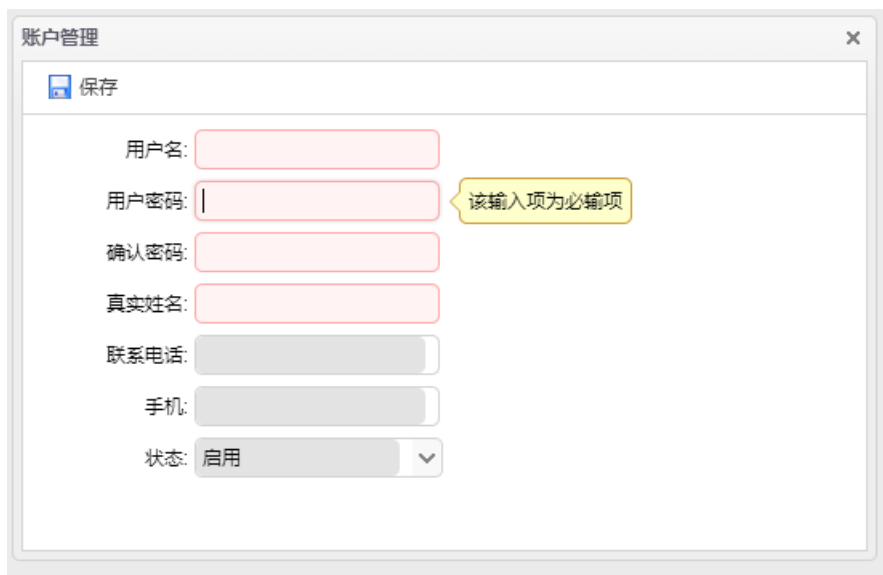 账户管理
保存
用户名:
用户密码:
该输入项为必输项
确认密码:
真实姓名:
联系电话:
手机:
状态: 启用